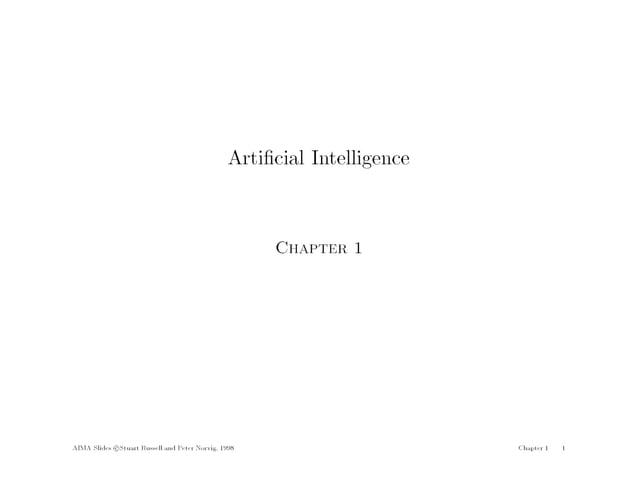 Artificial Intelligence
Chapter 1
AIMA Slides ©Stuart Russell and Peter Norvig, 1998 Chapter 1 1